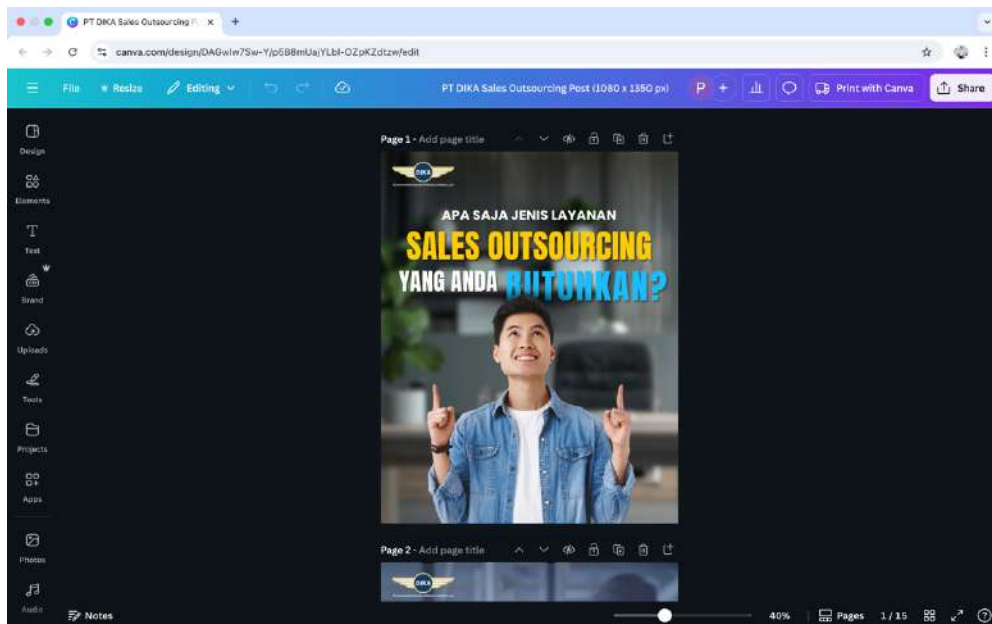 PT DIKA Sales Outsourcing P
canva.com/design/DAGwIw7Sw-Y/p5B8mUajYLbI-OZpKZdtzw/edit
File Resize Editing PT DIKA Sales Outsourcing Post (1080 x 1350 px) P + Print with Canva Share
Design
Elements
Text
Brand
Uploads
Tools
Projects
Apps
Photos
Audio
Page 1 - Add page title
DIKA
APA SAJA JENIS LAYANAN
SALES OUTSOURCING
YANG ANDA BUTUHKAN?
Page 2 - Add page title
DIKA
Notes 40% Pages 1 / 15